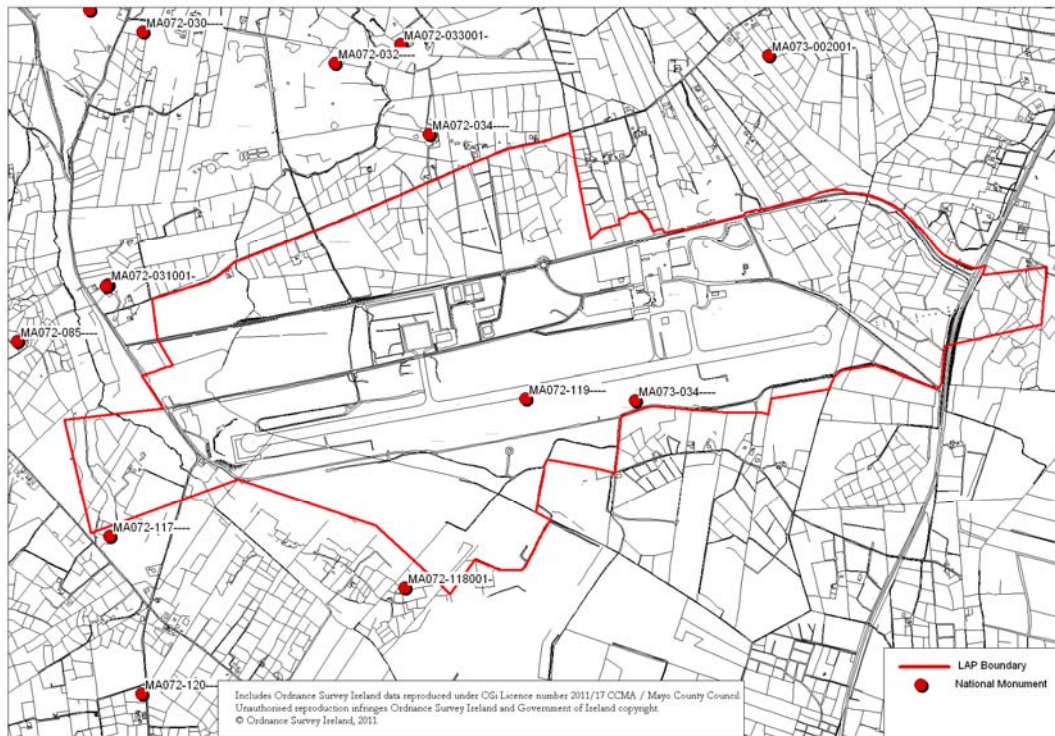 MA072-030----
MA072-033001-
MA072-032----
MA073-002001-
MA072-034----
MA072-031001-
MA072-085----
MA072-119----
MA073-034----
MA072-117----
MA072-118001-
MA072-120----
LAP Boundary
National Monument
Includes Ordnance Survey Ireland data reproduced under OSi Licence number 2011/17 CCMA / Mayo County Council.
Unauthorised reproduction infringes Ordnance Survey Ireland and Government of Ireland copyright.
© Ordnance Survey Ireland, 2011.